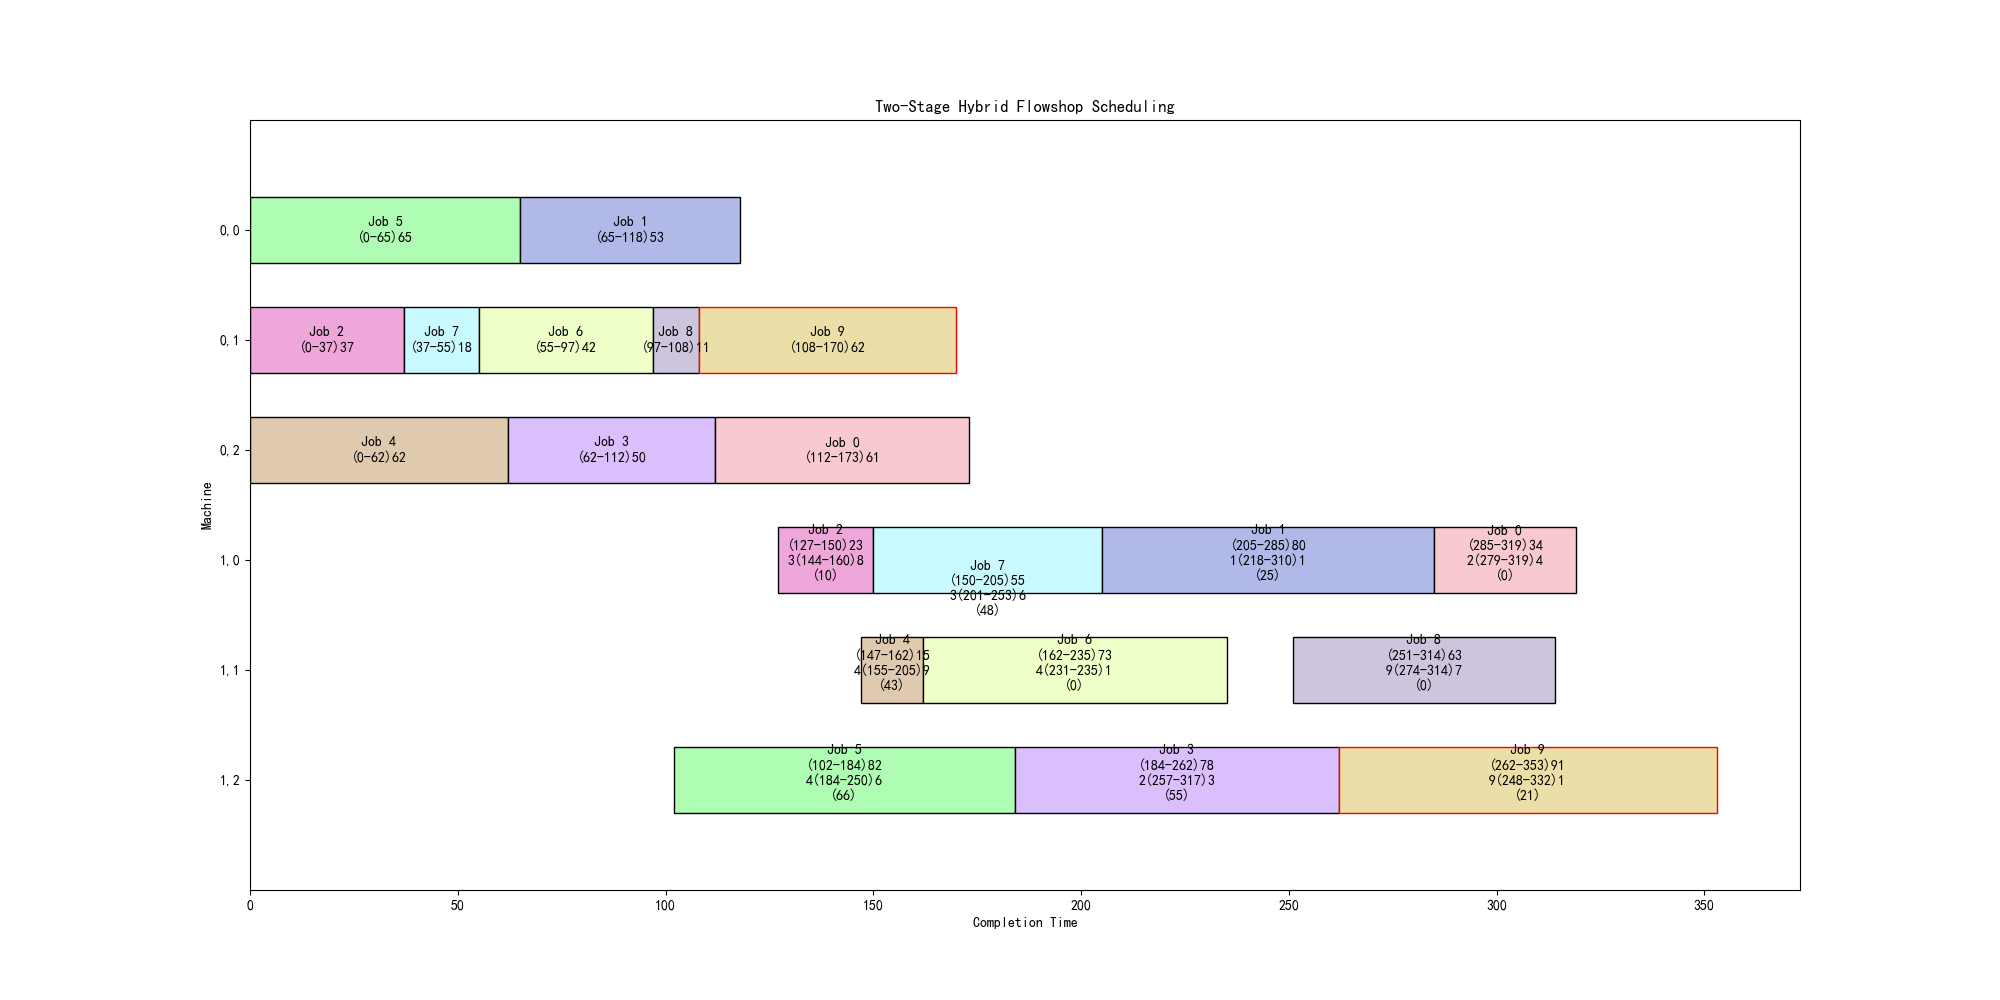 Two-Stage Hybrid Flowshop Scheduling
0,0
Job 5
(0-65)65
Job 1
(65-118)53
0,1
Job 2
(0-37)37
Job 7
(37-55)18
Job 6
(55-97)42
Job 8
(97-108)11
Job 9
(108-170)62
0,2
Job 4
(0-62)62
Job 3
(62-112)50
Job 0
(112-173)61
Machine
1,0
Job 2
(127-150)23
3(144-160)8
(10)
Job 7
(150-205)55
3(201-253)6
(48)
Job 1
(205-285)80
1(218-310)1
(25)
Job 0
(285-319)34
2(279-319)4
(0)
1,1
Job 4
(147-162)15
4(155-205)9
(43)
Job 6
(162-235)73
4(231-235)1
(0)
Job 8
(251-314)63
9(274-314)7
(0)
1,2
Job 5
(102-184)82
4(184-250)6
(66)
Job 3
(184-262)78
2(257-317)3
(55)
Job 9
(262-353)91
9(248-332)1
(21)
0 50 100 150 200 250 300 350
Completion Time